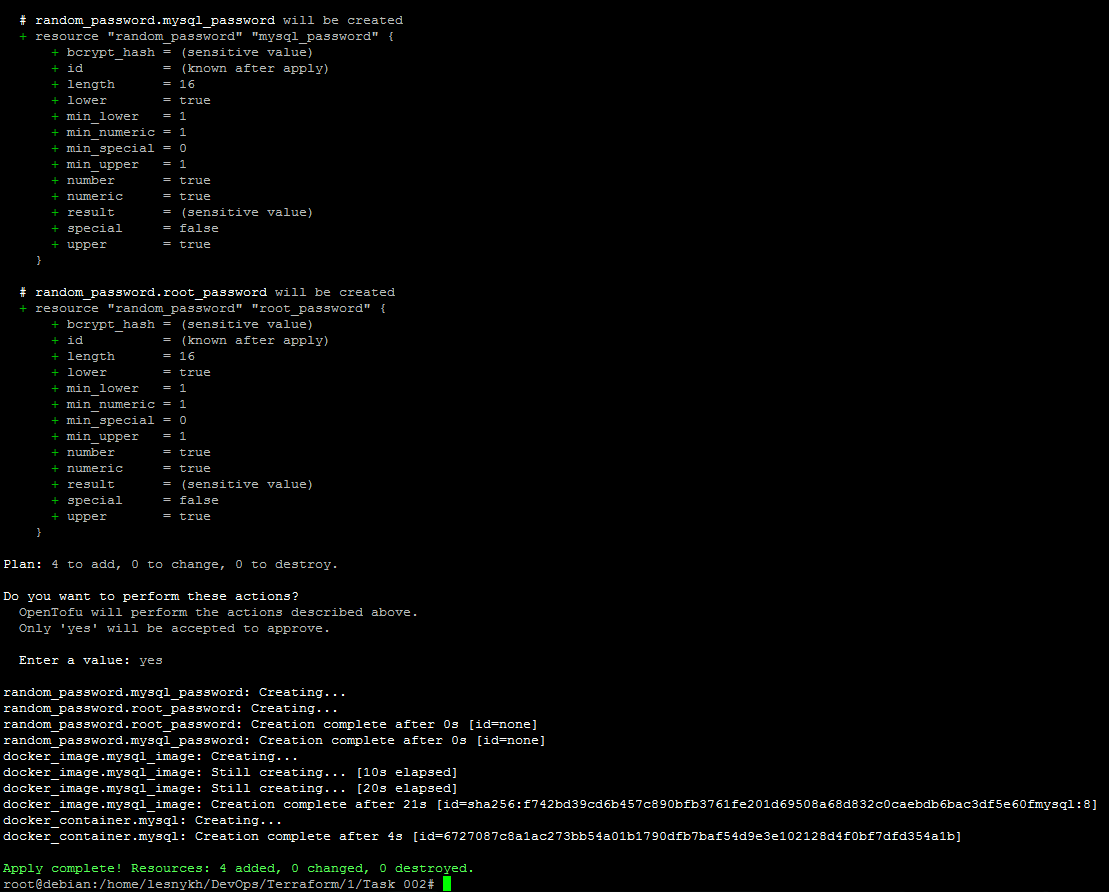 # random_password.mysql_password will be created
+ resource "random_password" "mysql_password" {
+ bcrypt_hash = (sensitive value)
+ id          = (known after apply)
+ length      = 16
+ lower       = true
+ min_lower   = 1
+ min_numeric = 1
+ min_special = 0
+ min_upper   = 1
+ number      = true
+ numeric     = true
+ result      = (sensitive value)
+ special     = false
+ upper       = true
}
# random_password.root_password will be created
+ resource "random_password" "root_password" {
+ bcrypt_hash = (sensitive value)
+ id          = (known after apply)
+ length      = 16
+ lower       = true
+ min_lower   = 1
+ min_numeric = 1
+ min_special = 0
+ min_upper   = 1
+ number      = true
+ numeric     = true
+ result      = (sensitive value)
+ special     = false
+ upper       = true
}
Plan: 4 to add, 0 to change, 0 to destroy.
Do you want to perform these actions?
OpenTofu will perform the actions described above.
Only 'yes' will be accepted to approve.
Enter a value: yes
random_password.mysql_password: Creating...
random_password.root_password: Creating...
random_password.root_password: Creation complete after 0s [id=none]
random_password.mysql_password: Creation complete after 0s [id=none]
docker_image.mysql_image: Creating...
docker_image.mysql_image: Still creating... [10s elapsed]
docker_image.mysql_image: Still creating... [20s elapsed]
docker_image.mysql_image: Creation complete after 21s [id=sha256:f742bd39cd6b457c890bfb3761fe201d69508a68d832c0caebdb6bac3df5e60fmysql:8]
docker_container.mysql: Creating...
docker_container.mysql: Creation complete after 4s [id=6727087c8a1ac273bb54a01b1790dfb7baf54d9e3e102128d4f0bf7dfd354a1b]
Apply complete! Resources: 4 added, 0 changed, 0 destroyed.
root@debian:/home/lesnykh/DevOps/Terraform/1/Task 002#